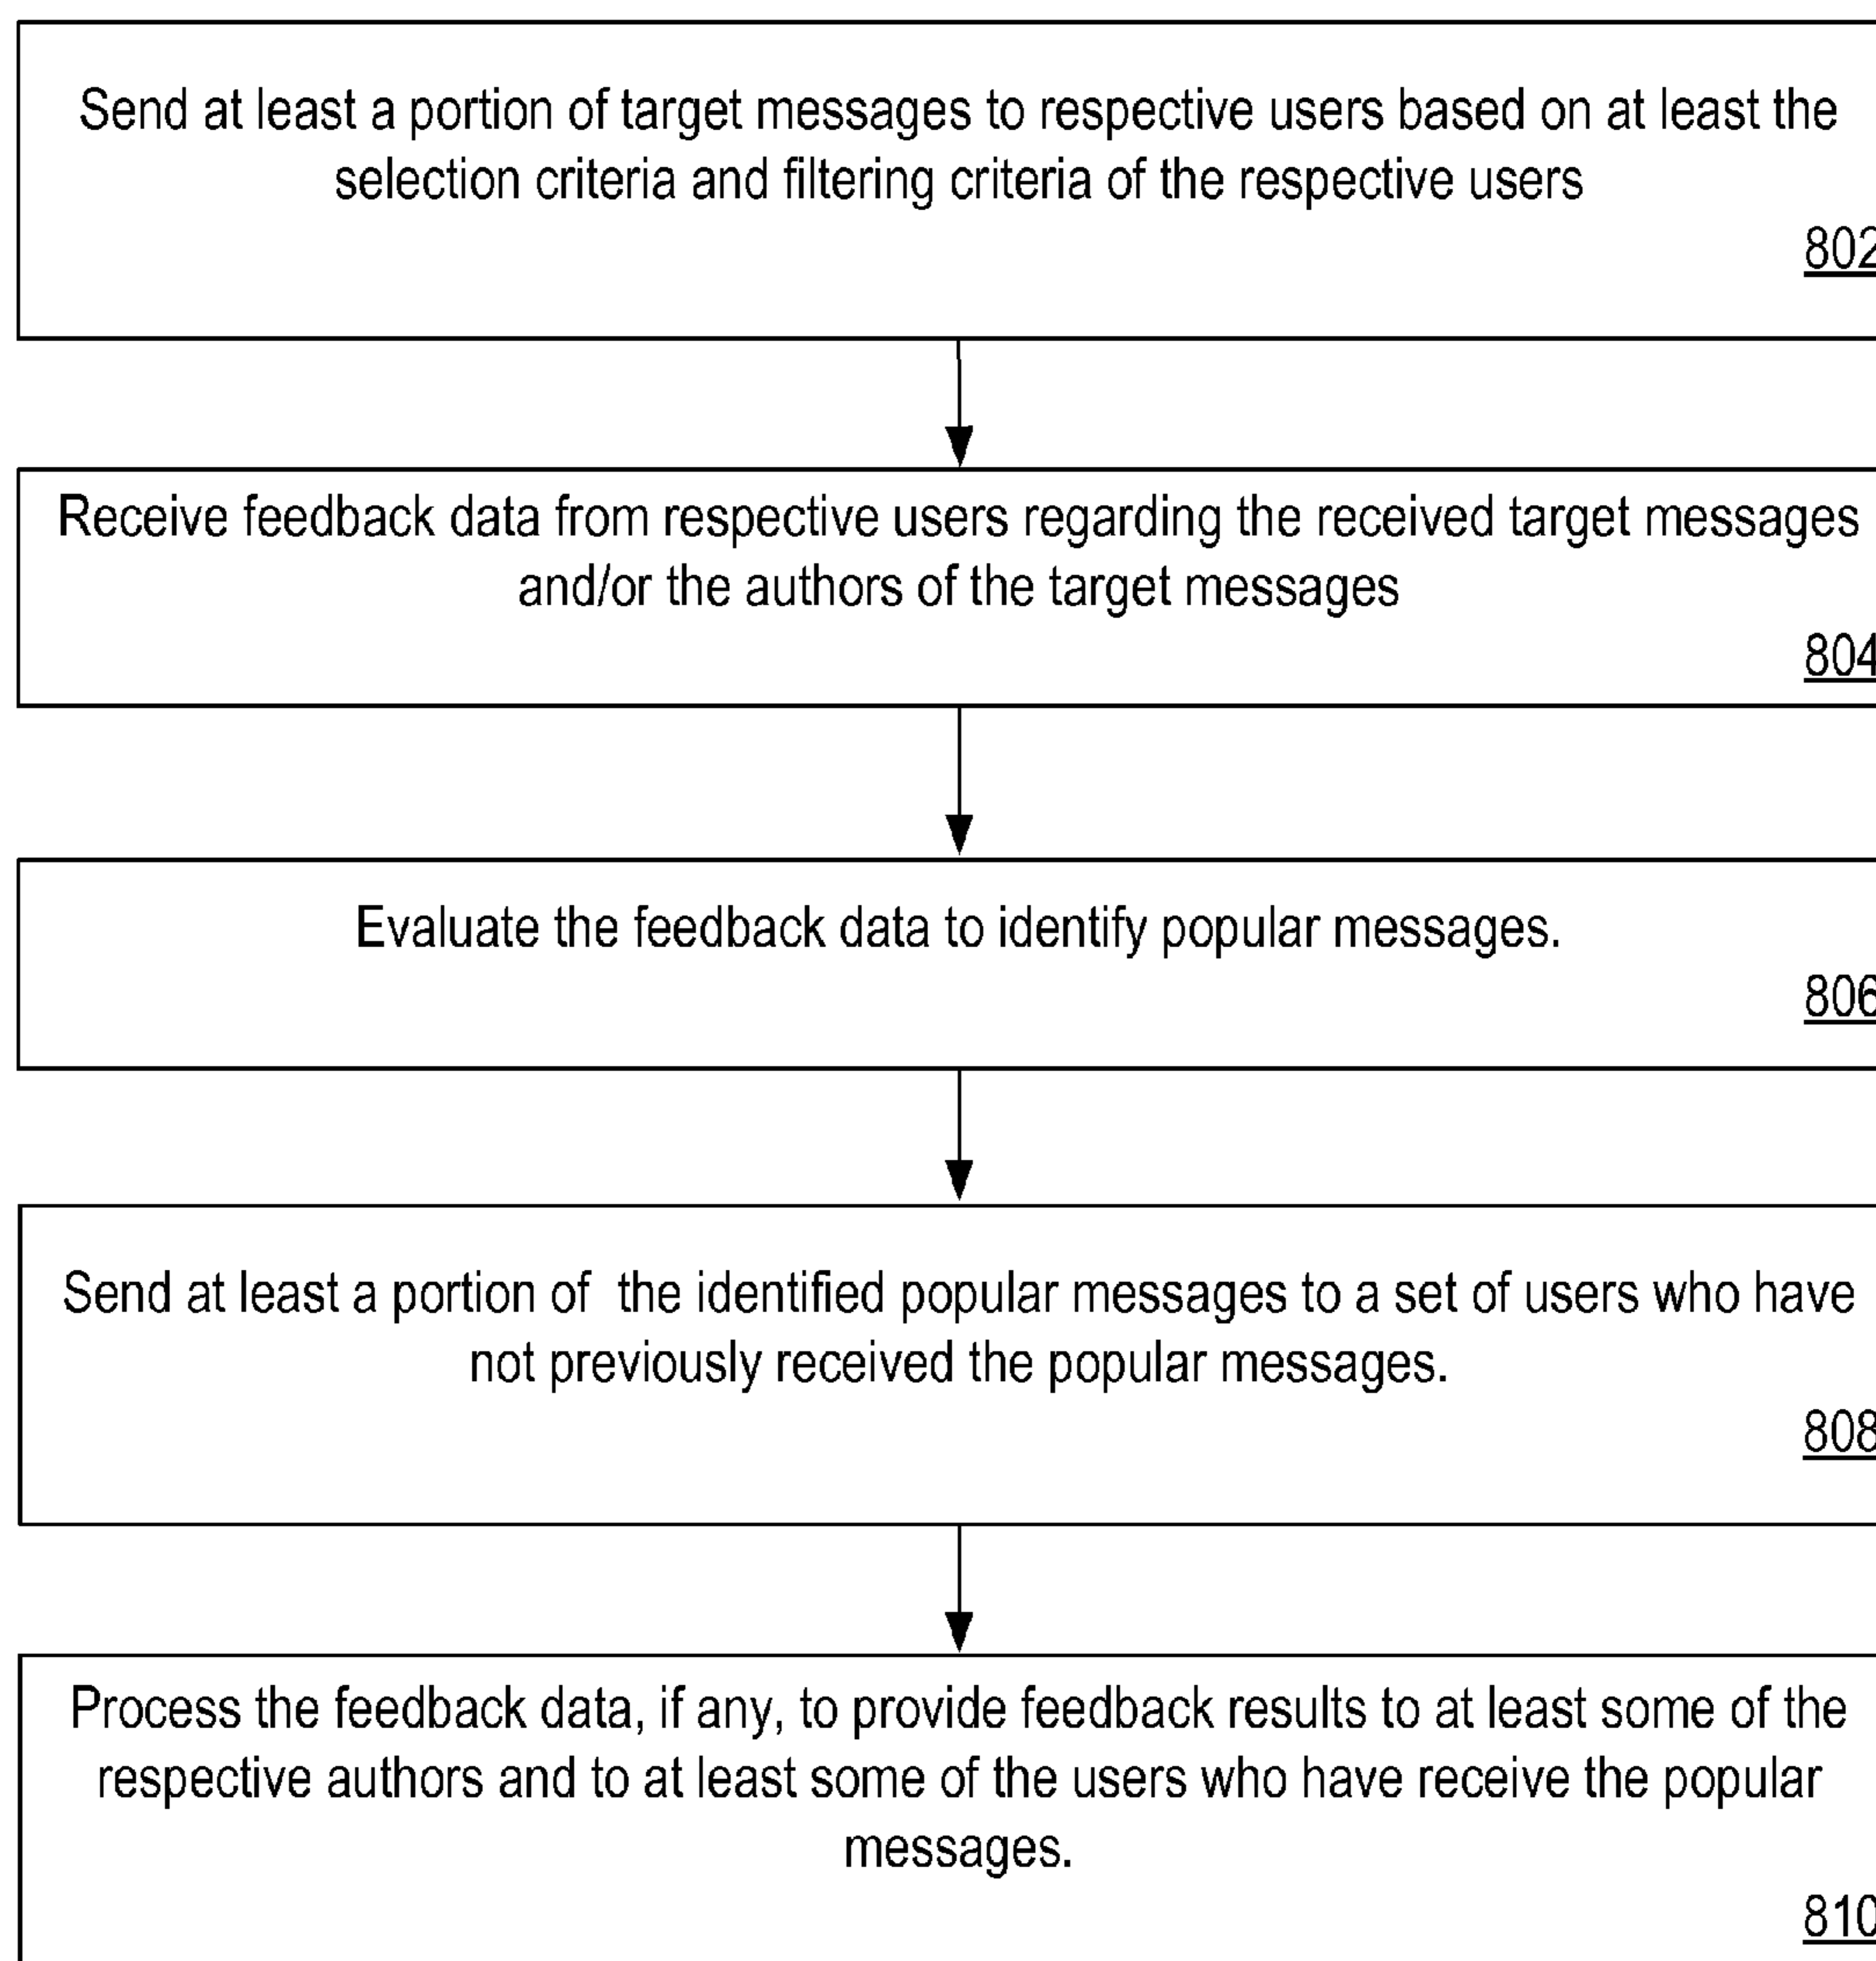 Send at least a portion of target messages to respective users based on at least the
selection criteria and filtering criteria of the respective users
802
Receive feedback data from respective users regarding the received target messages
and/or the authors of the target messages
804
Evaluate the feedback data to identify popular messages.
806
Send at least a portion of the identified popular messages to a set of users who have
not previously received the popular messages.
808
Process the feedback data, if any, to provide feedback results to at least some of the
respective authors and to at least some of the users who have receive the popular
messages.
810